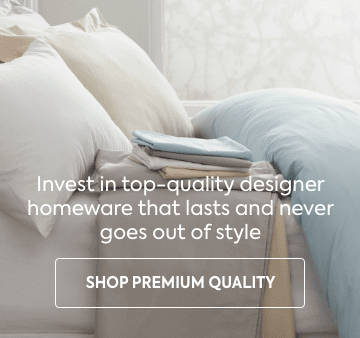 Invest in top-quality designer
homeware that lasts and never
goes out of style
SHOP PREMIUM QUALITY